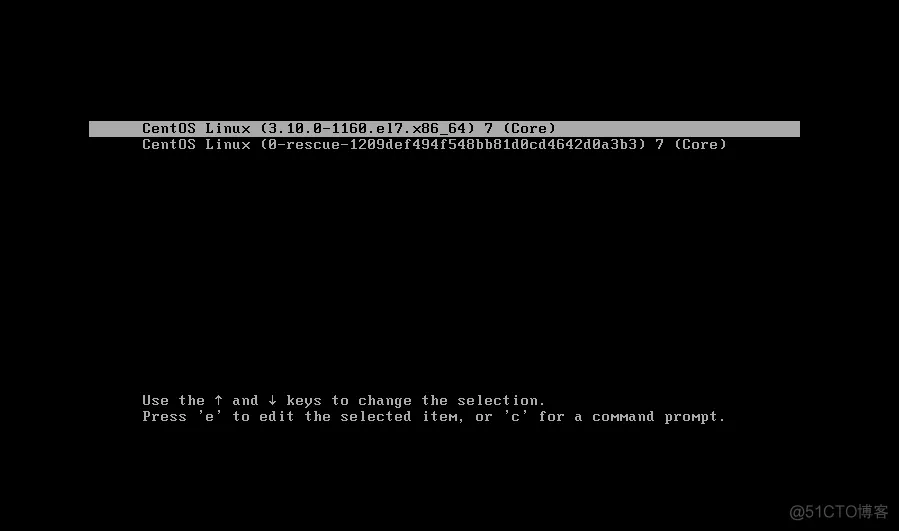 CentOS Linux (3.10.0-1160.el7.x86_64) 7 (Core)
CentOS Linux (0-rescue-1209def494f548bb81d0cd4642d0a3b3) 7 (Core)
Use the ↑ and ↓ keys to change the selection.
Press 'e' to edit the selected item, or 'c' for a command prompt.
@51CTO博客